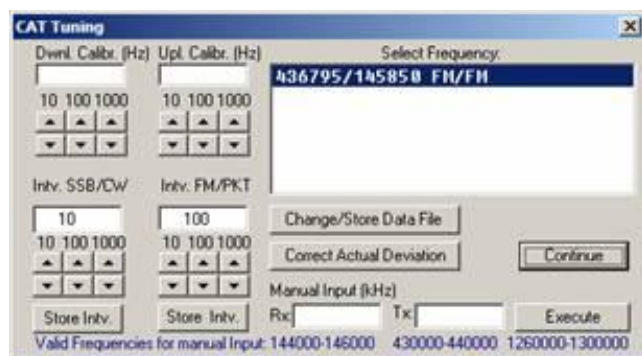 CAT Tuning
Dwnl. Calibr. (Hz) Upl. Calibr. (Hz) Select Frequency:
436795/145850 FM/FM
10 100 1000 10 100 1000
Intv. SSB/CW Intv. FM/PKT
10 100
Change/Store Data File
10 100 1000 10 100 1000
Correct Actual Deviation Continue
Manual Input (kHz)
Store Intv. Store Intv. Rx: Tx: Execute
Valid Frequencies for manual Input: 144000-146000 430000-440000 1260000-1300000